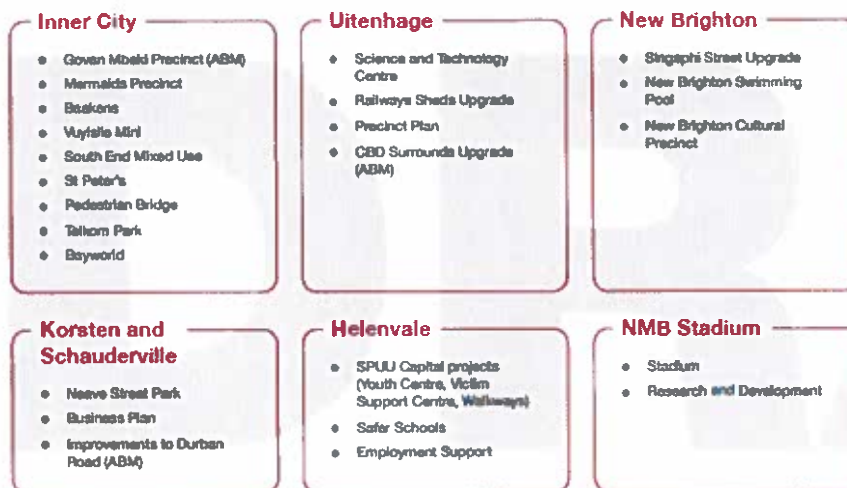 Inner City
Govan Mbeki Precinct (ABM)
Mermaids Precinct
Baakens
Vuyisile Mini
South End Mixed Use
St Peter's
Pedestrian Bridge
Telkom Park
Bayworld
Uitenhage
Science and Technology
Centre
Railways Sheds Upgrade
Precinct Plan
CBD Surrounds Upgrade
(ABM)
New Brighton
Singaphi Street Upgrade
New Brighton Swimming
Pool
New Brighton Cultural
Precinct
Korsten and
Schauderville
Neave Street Park
Business Plan
Improvements to Durban
Road (ABM)
Helenvale
SPUU Capital projects
(Youth Centre, Victim
Support Centre, Walkways)
Safer Schools
Employment Support
NMB Stadium
Stadium
Research and Development